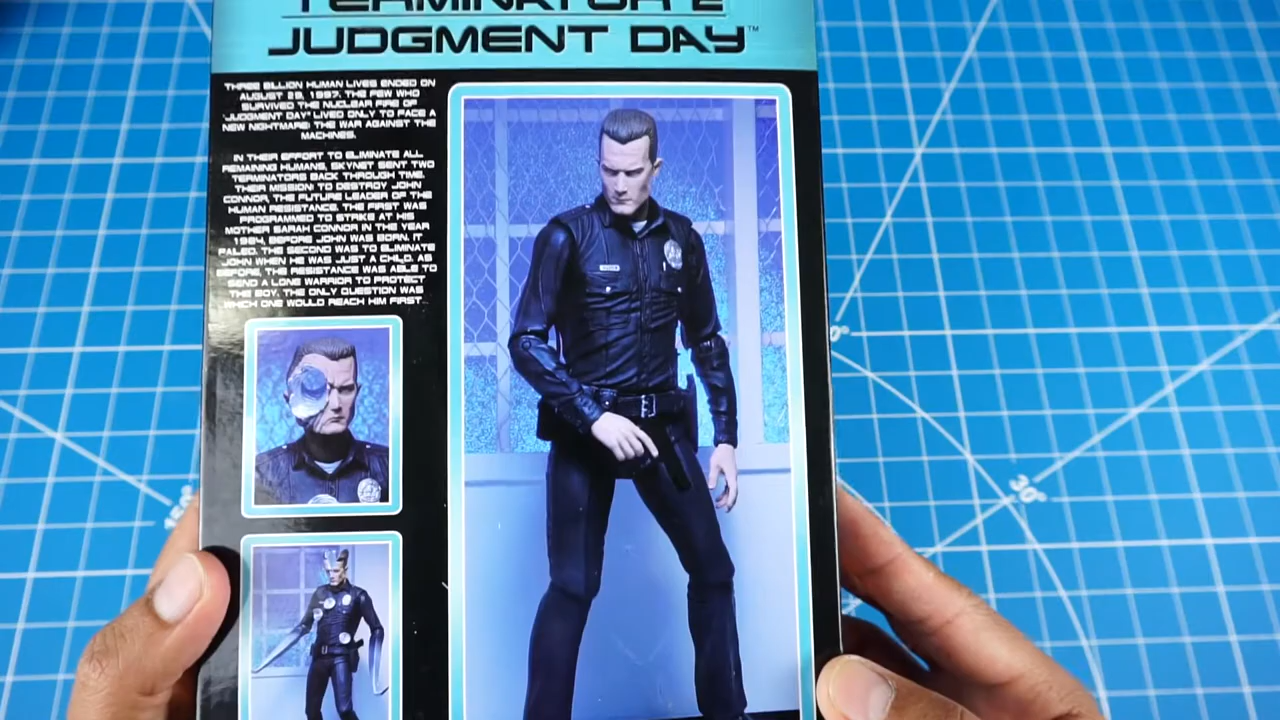 TERMINATOR 2
JUDGMENT DAY™
THREE BILLION HUMAN LIVES ENDED ON
AUGUST 29, 1997. THE FEW WHO
SURVIVED THE NUCLEAR FIRE OF
"JUDGMENT DAY" LIVED ONLY TO FACE A
NEW NIGHTMARE: THE WAR AGAINST THE
MACHINES.
IN THEIR EFFORT TO ELIMINATE ALL
REMAINING HUMANS, SKYNET SENT TWO
TERMINATORS BACK THROUGH TIME.
THEIR MISSION: TO DESTROY JOHN
CONNOR, THE FUTURE LEADER OF THE
HUMAN RESISTANCE. THE FIRST WAS
PROGRAMMED TO STRIKE AT HIS
MOTHER SARAH CONNOR IN THE YEAR
1984, BEFORE JOHN WAS BORN. IT
FAILED. THE SECOND WAS TO ELIMINATE
JOHN WHEN HE WAS JUST A CHILD. AS
BEFORE, THE RESISTANCE WAS ABLE TO
SEND A LONE WARRIOR TO PROTECT
THE BOY. THE ONLY QUESTION WAS
WHICH ONE WOULD REACH HIM FIRST...
30°